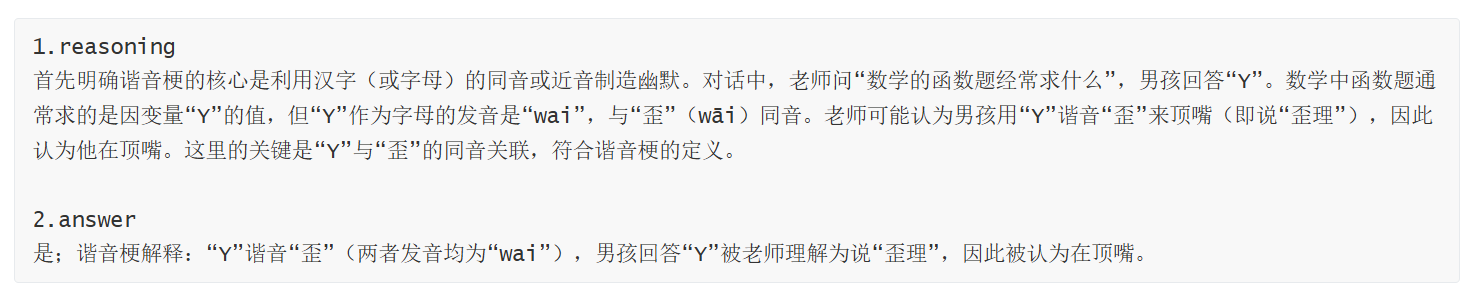 1.reasoning
首先明确谐音梗的核心是利用汉字（或字母）的同音或近音制造幽默。对话中，老师问“数学的函数题经常求什么”，男孩回答“Y”。数学中函数题通
常求的是因变量“Y”的值，但“Y”作为字母的发音是“wai”，与“歪”（wāi）同音。老师可能认为男孩用“Y”谐音“歪”来顶嘴（即说“歪理”），因此
认为他在顶嘴。这里的关键是“Y”与“歪”的同音关联，符合谐音梗的定义。
2.answer
是；谐音梗解释：“Y”谐音“歪”（两者发音均为“wai”），男孩回答“Y”被老师理解为说“歪理”，因此被认为在顶嘴。